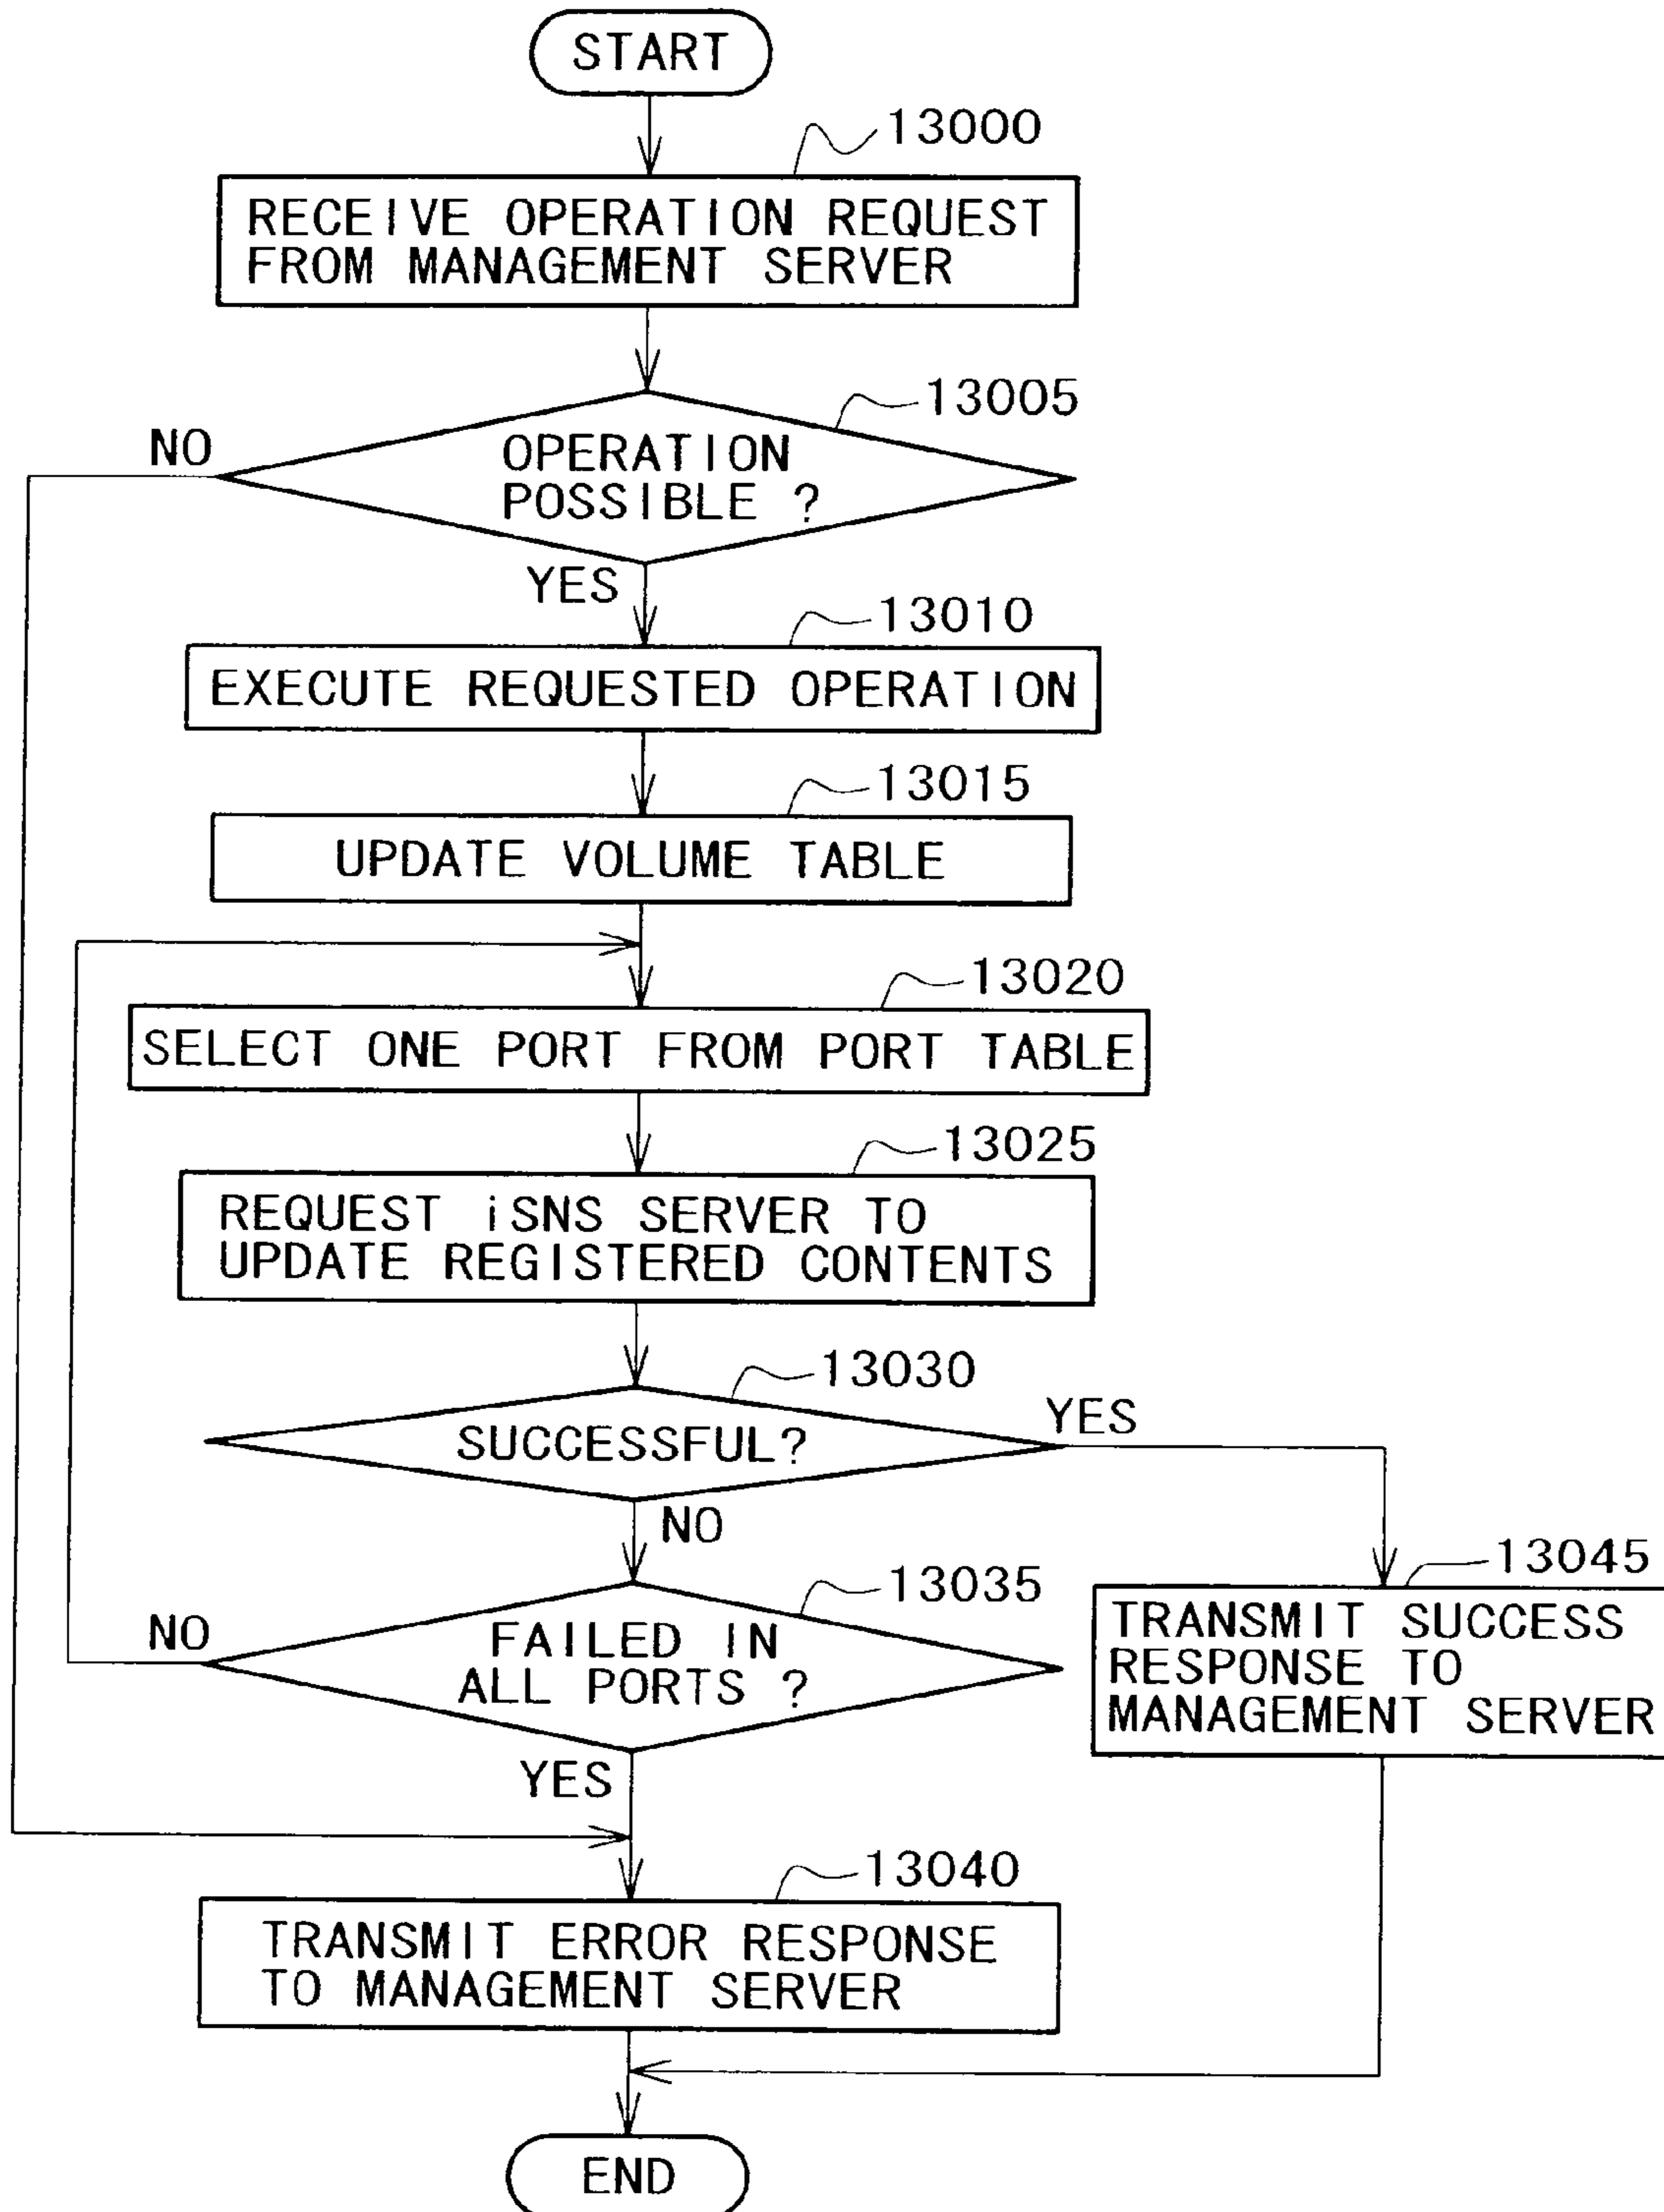 START
13000
RECEIVE OPERATION REQUEST
FROM MANAGEMENT SERVER
13005
NO
OPERATION
POSSIBLE ?
YES
13010
EXECUTE REQUESTED OPERATION
13015
UPDATE VOLUME TABLE
13020
SELECT ONE PORT FROM PORT TABLE
13025
REQUEST iSNS SERVER TO
UPDATE REGISTERED CONTENTS
13030
SUCCESSFUL?
YES
NO
13035
NO
FAILED IN
ALL PORTS ?
YES
13045
TRANSMIT SUCCESS
RESPONSE TO
MANAGEMENT SERVER
13040
TRANSMIT ERROR RESPONSE
TO MANAGEMENT SERVER
END